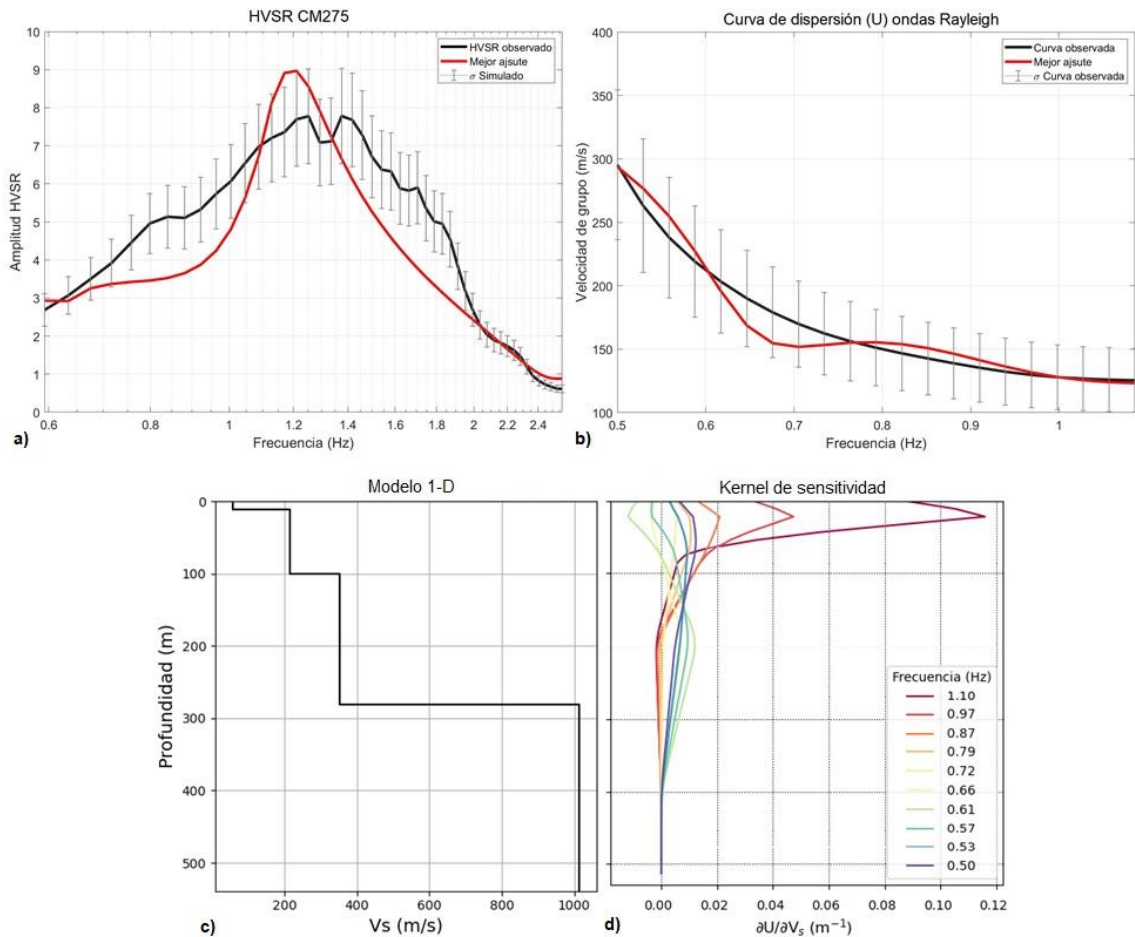 HVSR CM275
10
9
8
7
6
5
4
3
2
1
0
Amplitud HVSR
HVSR observado
Mejor ajsute
σ Simulado
0.6
0.8
1
1.2
1.4
1.6
1.8
2
2.2
2.4
Frecuencia (Hz)
a)
Curva de dispersión (U) ondas Rayleigh
400
350
300
250
200
150
100
Velocidad de grupo (m/s)
Curva observada
Mejor ajsute
σ Curva observada
0.5
0.6
0.7
0.8
0.9
1
Frecuencia (Hz)
b)
Modelo 1-D
0
100
200
300
400
500
Profundidad (m)
200
400
600
800
1000
Vs (m/s)
c)
Kernel de sensitividad
Frecuencia (Hz)
1.10
0.97
0.87
0.79
0.72
0.66
0.61
0.57
0.53
0.50
0.00
0.02
0.04
0.06
0.08
0.10
0.12
∂U/∂Vs (m⁻¹)
d)